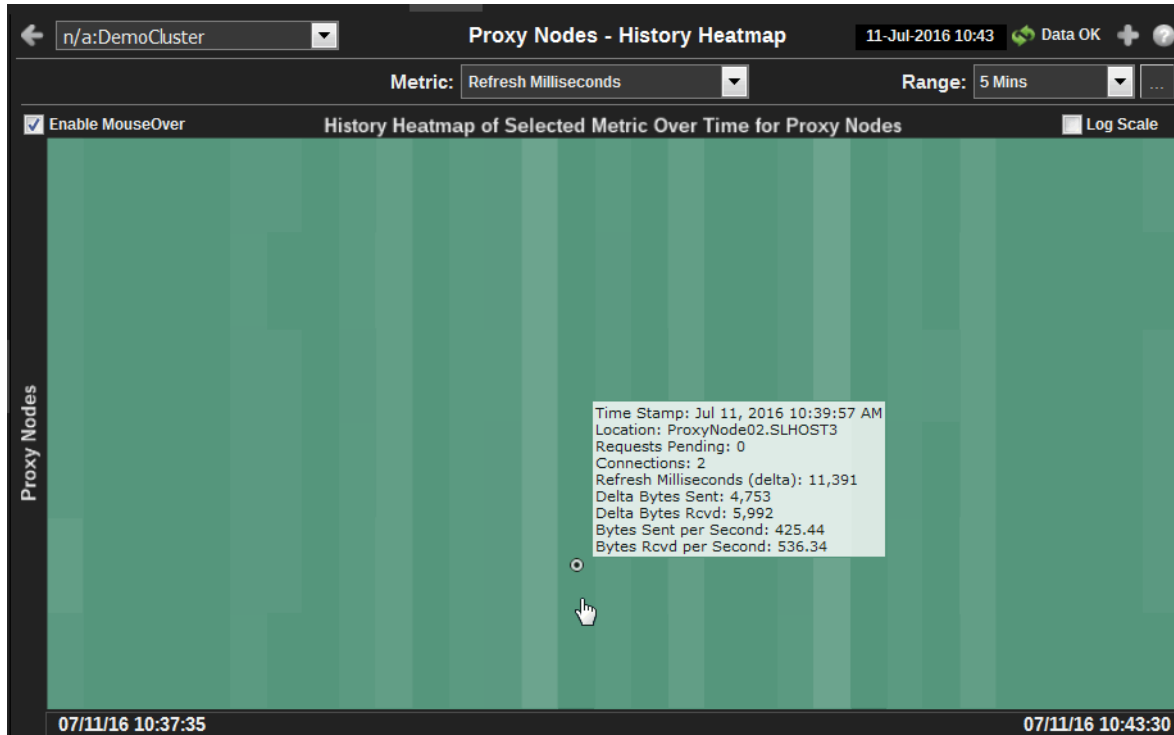 n/a:DemoCluster
Proxy Nodes - History Heatmap
11-Jul-2016 10:43
Data OK
?
Metric: Refresh Milliseconds
Range: 5 Mins
...
Enable MouseOver
History Heatmap of Selected Metric Over Time for Proxy Nodes
Log Scale
Proxy Nodes
Time Stamp: Jul 11, 2016 10:39:57 AM
Location: ProxyNode02.SLHOST3
Requests Pending: 0
Connections: 2
Refresh Milliseconds (delta): 11,391
Delta Bytes Sent: 4,753
Delta Bytes Rcvd: 5,992
Bytes Sent per Second: 425.44
Bytes Rcvd per Second: 536.34
07/11/16 10:37:35
07/11/16 10:43:30